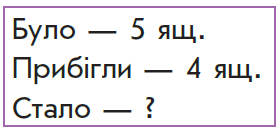 Було — 5 ящ.
Прибігли — 4 ящ.
Стало — ?